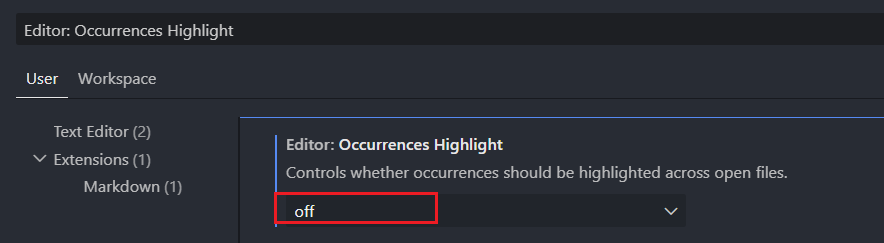 Editor: Occurrences Highlight
User Workspace
Text Editor (2)
Extensions (1)
Markdown (1)
Editor: Occurrences Highlight
Controls whether occurrences should be highlighted across open files.
off